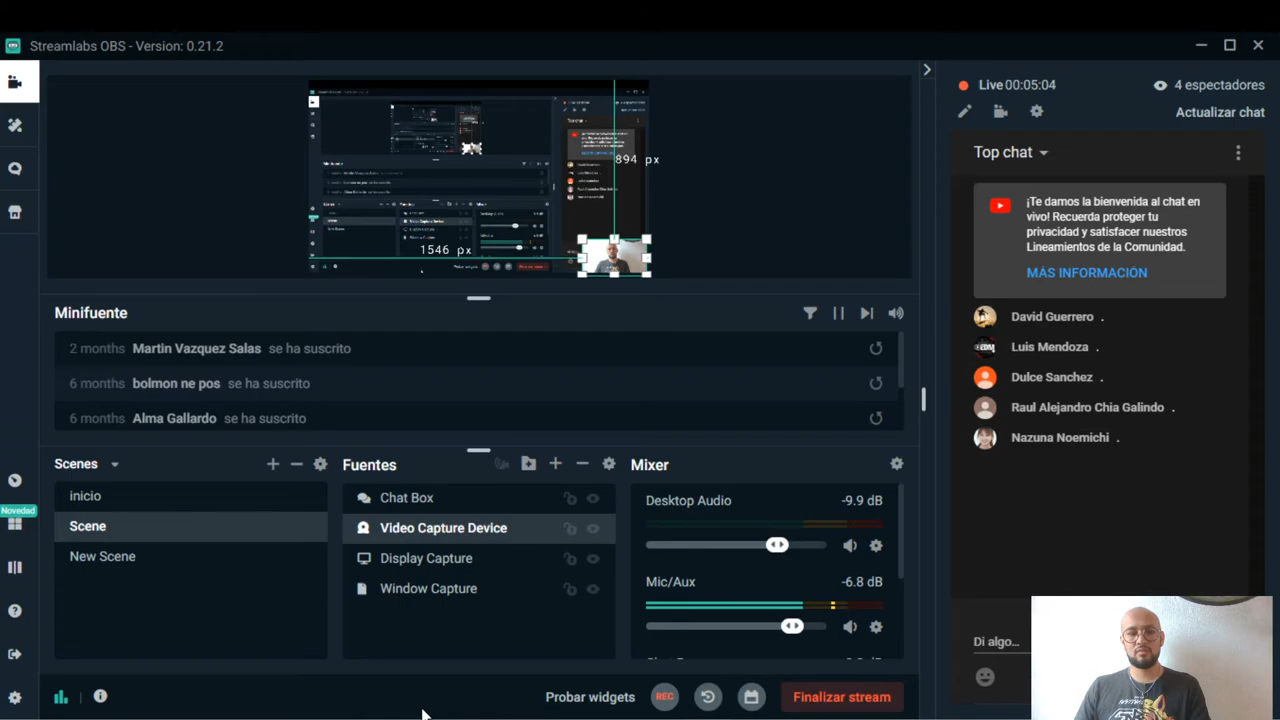 Streamlabs OBS - Version: 0.21.2
Live 00:05:04
4 espectadores
Actualizar chat
Top chat
¡Te damos la bienvenida al chat en
vivo! Recuerda proteger tu
privacidad y satisfacer nuestros
Lineamientos de la Comunidad.
MÁS INFORMACIÓN
David Guerrero .
Luis Mendoza .
Dulce Sanchez .
Raul Alejandro Chia Galindo .
Nazuna Noemichi .
Di algo...
894 px
1546 px
Minifuente
2 months Martin Vazquez Salas se ha suscrito
6 months bolmon ne pos se ha suscrito
6 months Alma Gallardo se ha suscrito
Novedad
Scenes
inicio
Scene
New Scene
Fuentes
Chat Box
Video Capture Device
Display Capture
Window Capture
Mixer
Desktop Audio -9.9 dB
Mic/Aux -6.8 dB
Probar widgets
REC
Finalizar stream